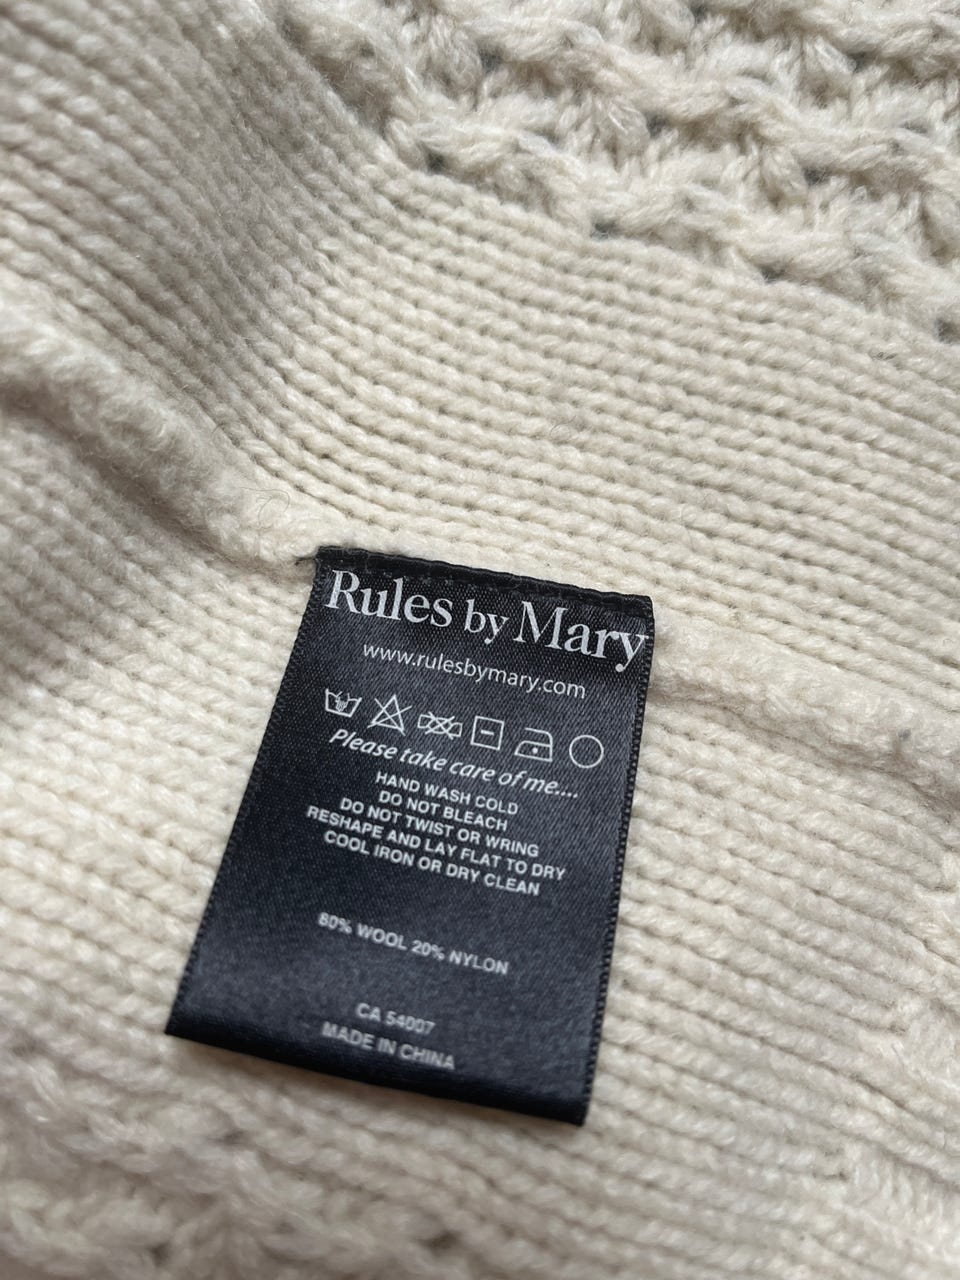 Rules by Mary
www.rulesbymary.com
Please take care of me....
HAND WASH COLD
DO NOT BLEACH
DO NOT TWIST OR WRING
RESHAPE AND LAY FLAT TO DRY
COOL IRON OR DRY CLEAN
80% WOOL 20% NYLON
CA 54007
MADE IN CHINA